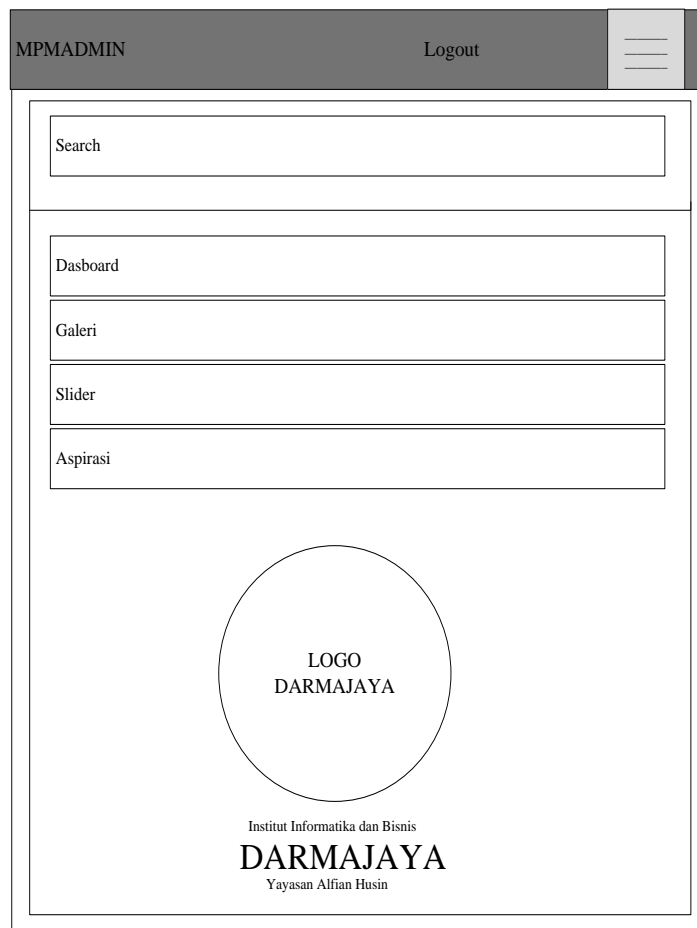 MPMADMIN Logout
Search
Dasboard
Galeri
Slider
Aspirasi
LOGO
DARMAJAYA
Institut Informatika dan Bisnis
DARMAJAYA
Yayasan Alfian Husin